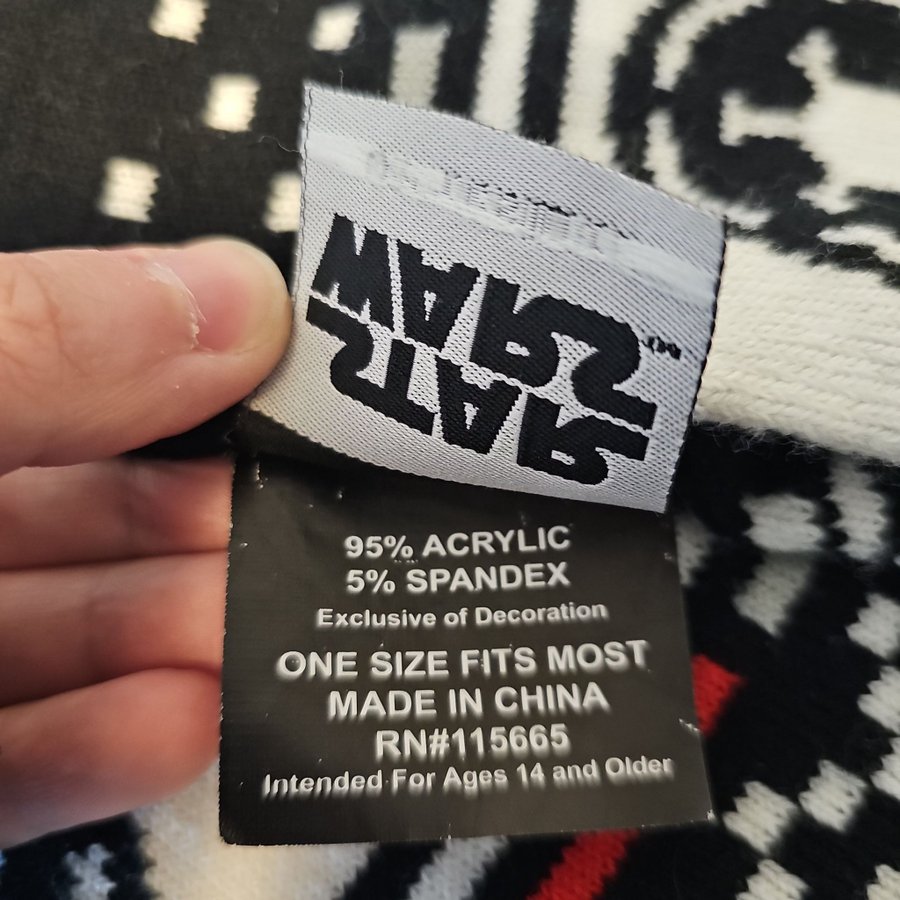 STAR
WARS
95% ACRYLIC
5% SPANDEX
Exclusive of Decoration
ONE SIZE FITS MOST
MADE IN CHINA
RN#115665
Intended For Ages 14 and Older